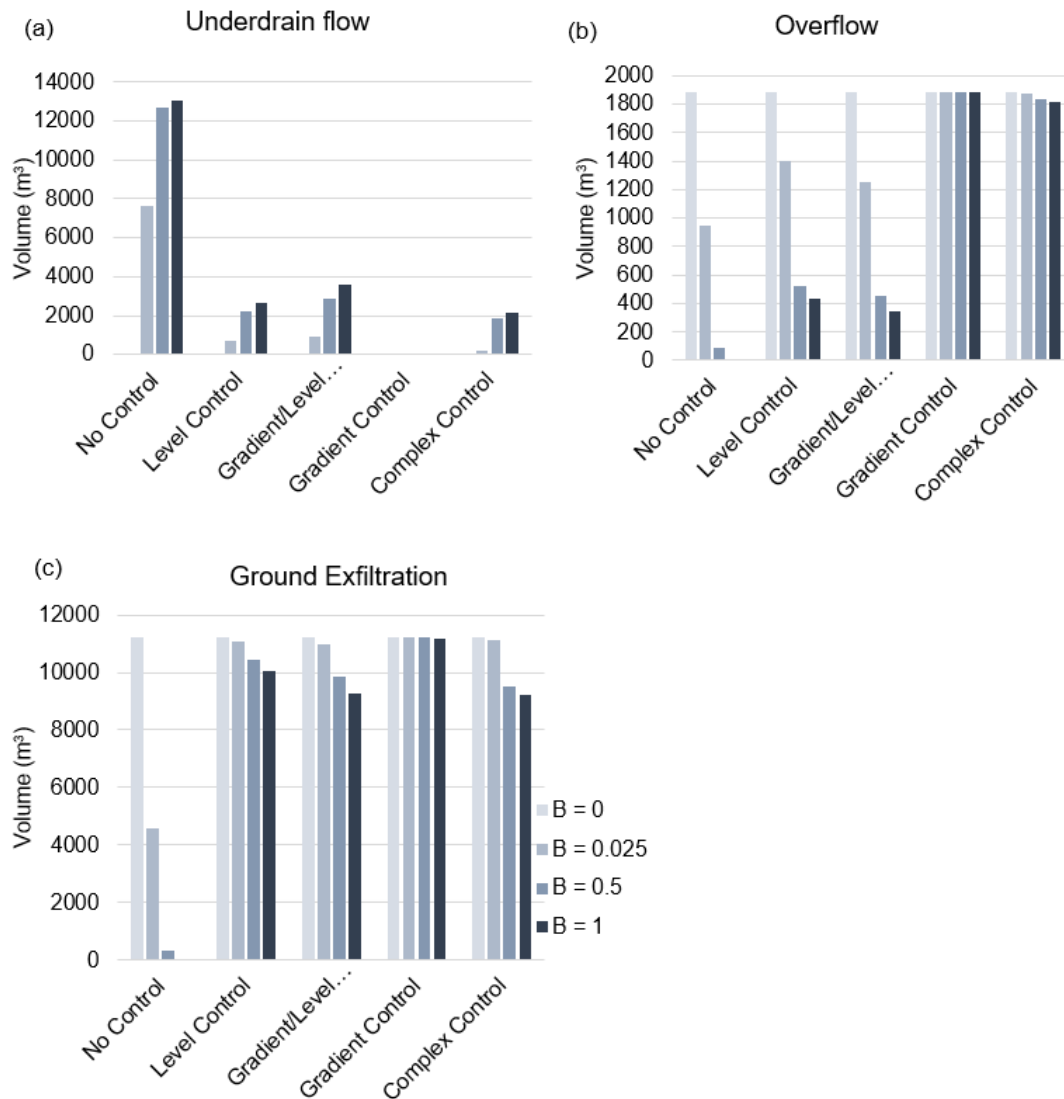 (a)
Underdrain flow
Volume (m³)
14000
12000
10000
8000
6000
4000
2000
0
No Control
Level Control
Gradient/Level…
Gradient Control
Complex Control
(b)
Overflow
Volume (m³)
2000
1800
1600
1400
1200
1000
800
600
400
200
0
No Control
Level Control
Gradient/Level…
Gradient Control
Complex Control
(c)
Ground Exfiltration
Volume (m³)
12000
10000
8000
6000
4000
2000
0
No Control
Level Control
Gradient/Level…
Gradient Control
Complex Control
B = 0
B = 0.025
B = 0.5
B = 1